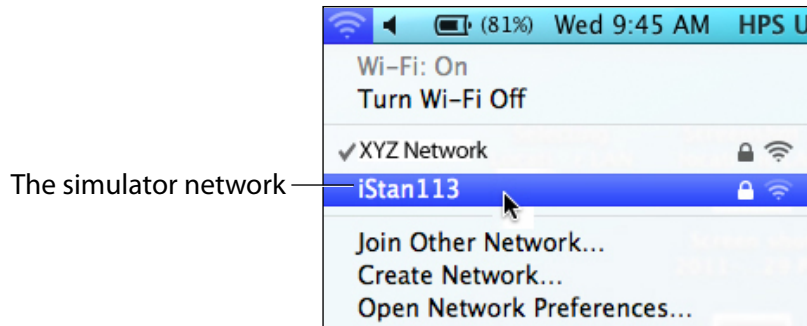 (81%) Wed 9:45 AM HPS U
Wi-Fi: On
Turn Wi-Fi Off
XYZ Network
The simulator network
iStan113
Join Other Network...
Create Network...
Open Network Preferences...